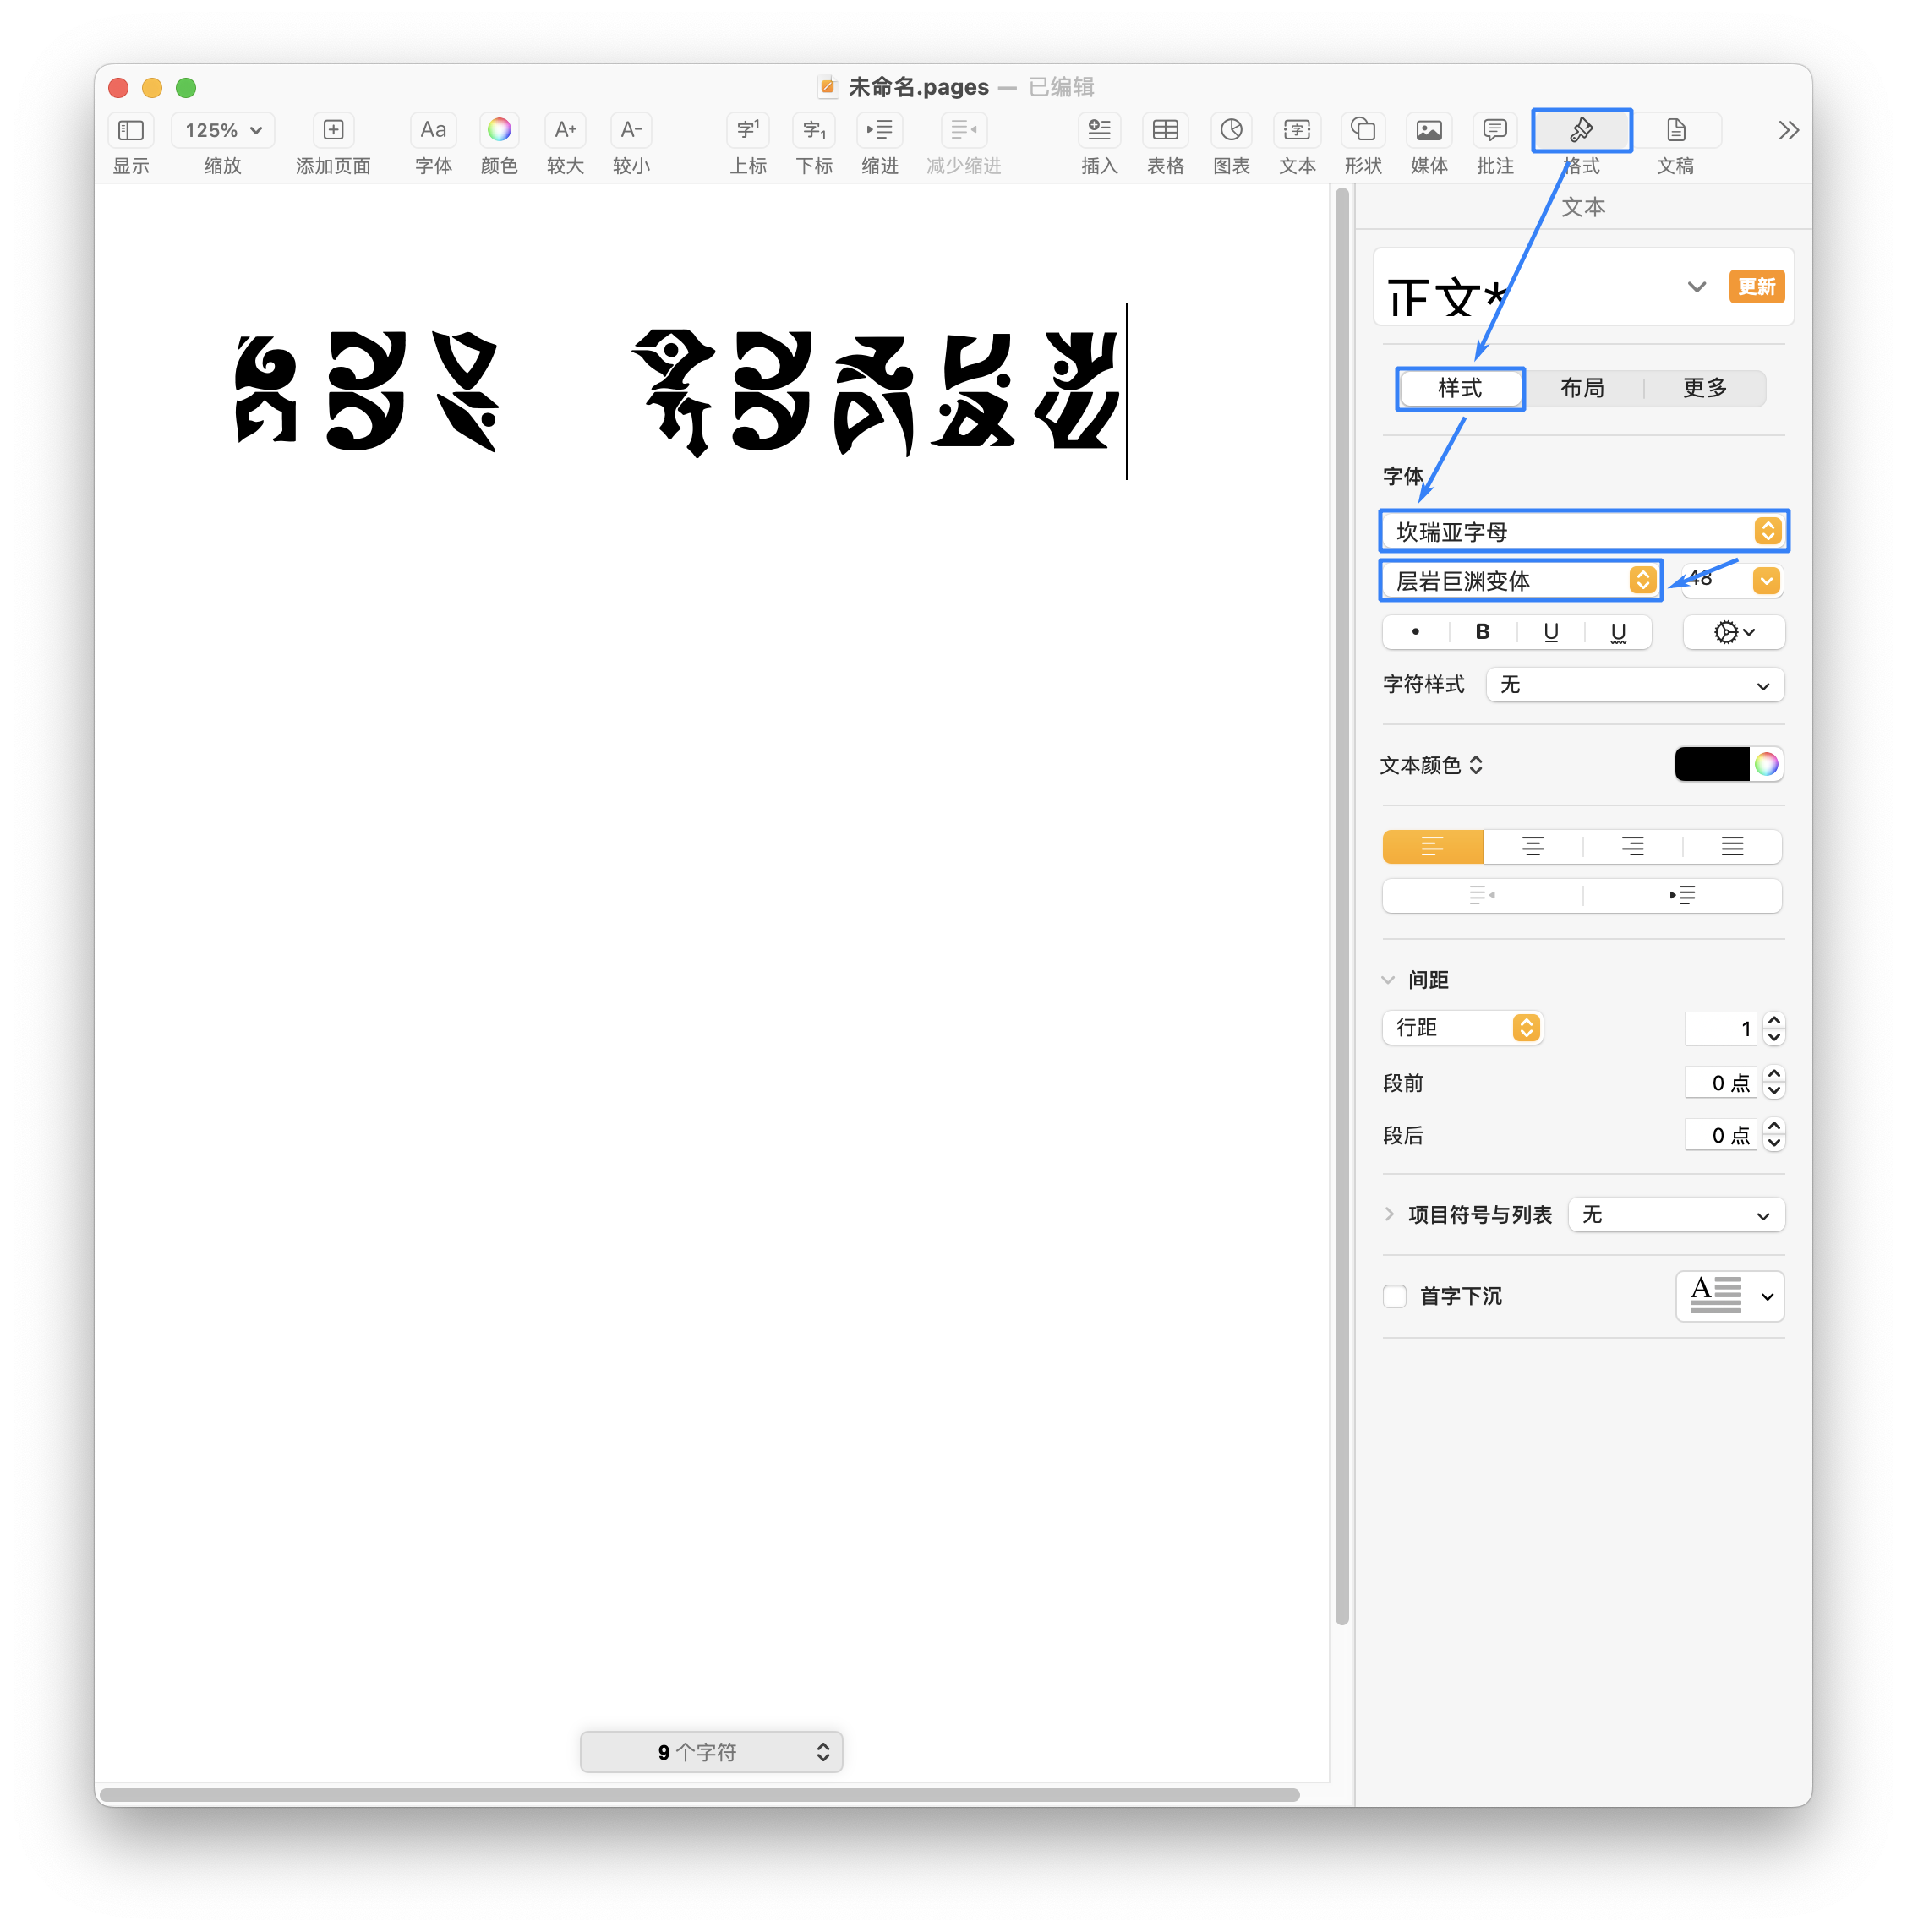 未命名.pages — 已编辑
125%
Aa A+ A- 字1 字1 字
显示 缩放 添加页面 字体 颜色 较大 较小 上标 下标 缩进 减少缩进 插入 表格 图表 文本 形状 媒体 批注 格式 文稿
文本
正文*
更新
样式 布局 更多
字体
坎瑞亚字母
层岩巨渊变体 48
B U U
字符样式 无
文本颜色
间距
行距 1
段前 0 点
段后 0 点
项目符号与列表 无
首字下沉 A
9 个字符